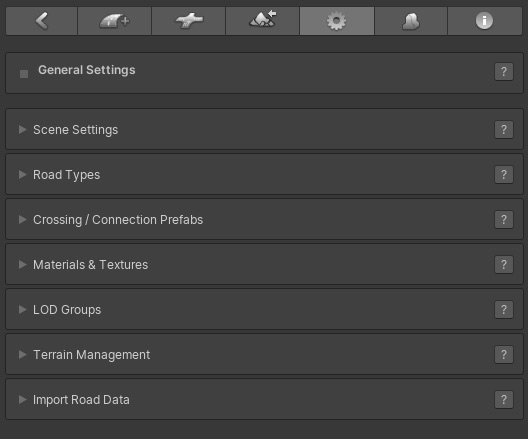 General Settings ?
Scene Settings ?
Road Types ?
Crossing / Connection Prefabs ?
Materials & Textures ?
LOD Groups ?
Terrain Management ?
Import Road Data ?